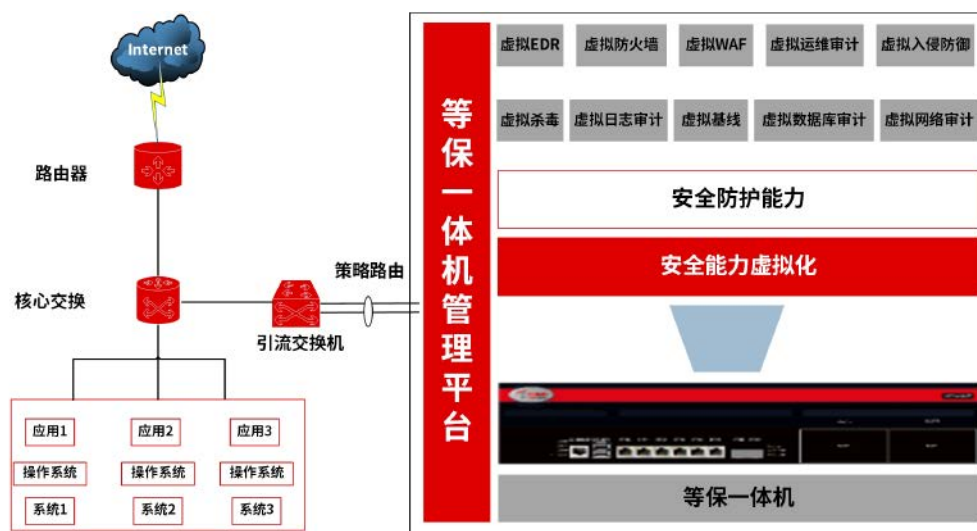 Internet
路由器
核心交换
策略路由
引流交换机
应用1
应用2
应用3
操作系统
操作系统
操作系统
系统1
系统2
系统3
等保一体机管理平台
虚拟EDR
虚拟防火墙
虚拟WAF
虚拟运维审计
虚拟入侵防御
虚拟杀毒
虚拟日志审计
虚拟基线
虚拟数据库审计
虚拟网络审计
安全防护能力
安全能力虚拟化
等保一体机